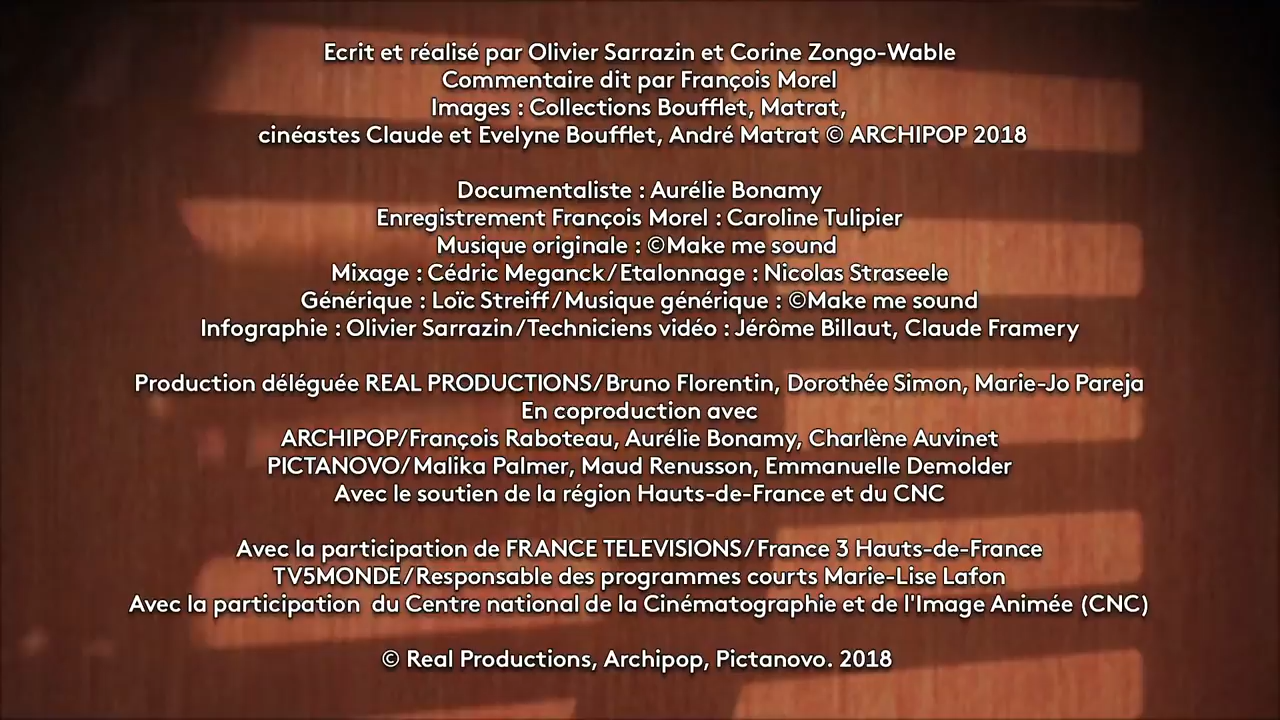 Ecrit et réalisé par Olivier Sarrazin et Corine Zongo-Wable
Commentaire dit par François Morel
Images : Collections Boufflet, Matrat,
cinéastes Claude et Evelyne Boufflet, André Matrat © ARCHIPOP 2018
Documentaliste : Aurélie Bonamy
Enregistrement François Morel : Caroline Tulipier
Musique originale : ©Make me sound
Mixage : Cédric Meganck/Etalonnage : Nicolas Straseele
Générique : Loïc Streiff/Musique générique : ©Make me sound
Infographie : Olivier Sarrazin/Techniciens vidéo : Jérôme Billaut, Claude Framery
Production déléguée REAL PRODUCTIONS/Bruno Florentin, Dorothée Simon, Marie-Jo Pareja
En coproduction avec
ARCHIPOP/François Raboteau, Aurélie Bonamy, Charlène Auvinet
PICTANOVO/Malika Palmer, Maud Renusson, Emmanuelle Demolder
Avec le soutien de la région Hauts-de-France et du CNC
Avec la participation de FRANCE TELEVISIONS/France 3 Hauts-de-France
TV5MONDE/Responsable des programmes courts Marie-Lise Lafon
Avec la participation  du Centre national de la Cinématographie et de l'Image Animée (CNC)
© Real Productions, Archipop, Pictanovo. 2018